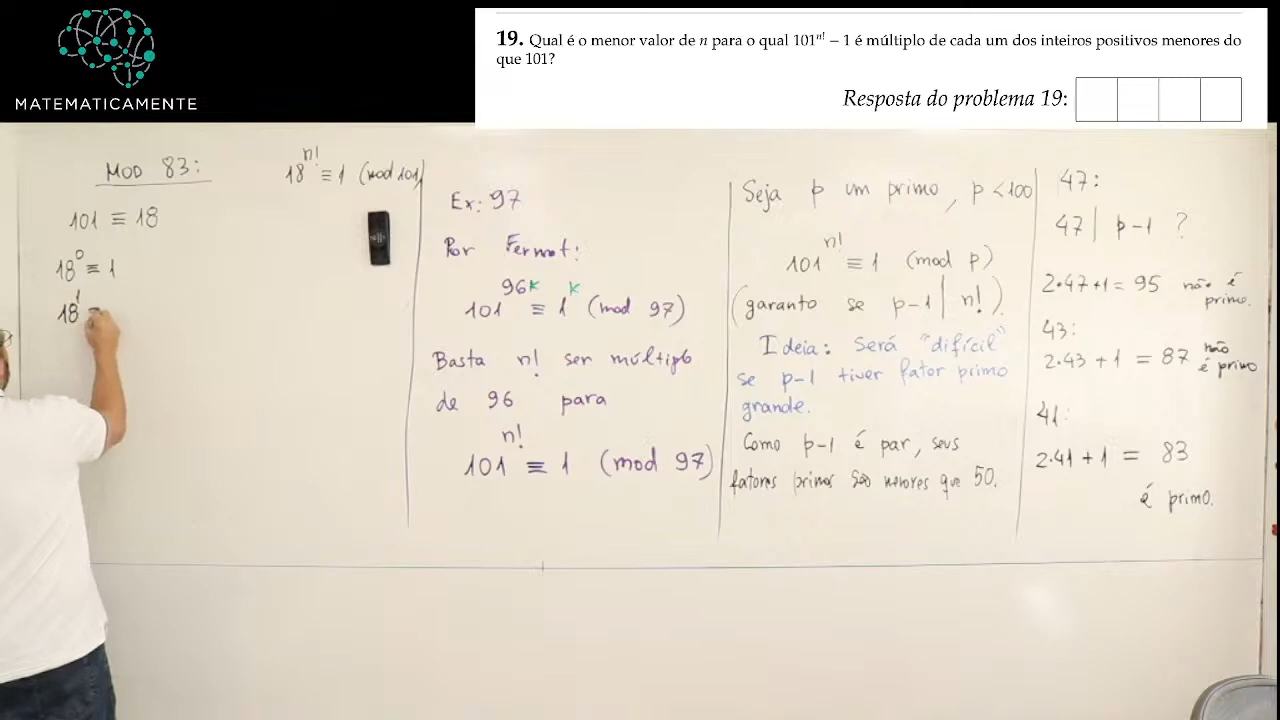 MATEMATICAMENTE
19. Qual é o menor valor de n para o qual 101^{n!} − 1 é múltiplo de cada um dos inteiros positivos menores do
que 101?
Resposta do problema 19:
MOD 83:
18^{n!} ≡ 1 (mod 101)
101 ≡ 18
18^0 ≡ 1
18^1 =
Ex: 97
Por Fermat:
101^{96k} ≡ 1^k (mod 97)
Basta n! ser múltiplo
de 96 para
101^{n!} ≡ 1 (mod 97)
Seja p um primo, p < 100
101^{n!} ≡ 1 (mod p)
(garanto se p-1 | n!)
Ideia: Será "difícil"
se p-1 tiver fator primo
grande.
Como p-1 é par, seus
fatores primos são menores que 50.
47:
47 | p-1 ?
2·47+1 = 95 não é
primo.
43:
2·43 + 1 = 87 não
é primo
41:
2·41 + 1 = 83
é primo.